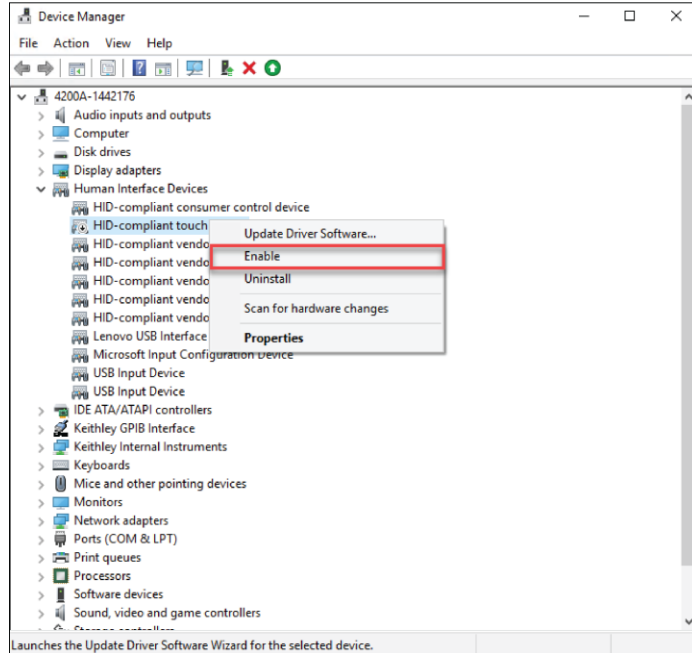 Device Manager
File Action View Help
4200A-1442176
Audio inputs and outputs
Computer
Disk drives
Display adapters
Human Interface Devices
HID-compliant consumer control device
HID-compliant touch
HID-compliant vendo
HID-compliant vendo
HID-compliant vendo
HID-compliant vendo
HID-compliant vendo
Lenovo USB Interface
Microsoft Input Configuration Device
USB Input Device
USB Input Device
IDE ATA/ATAPI controllers
Keithley GPIB Interface
Keithley Internal Instruments
Keyboards
Mice and other pointing devices
Monitors
Network adapters
Ports (COM & LPT)
Print queues
Processors
Software devices
Sound, video and game controllers
Update Driver Software...
Enable
Uninstall
Scan for hardware changes
Properties
Launches the Update Driver Software Wizard for the selected device.